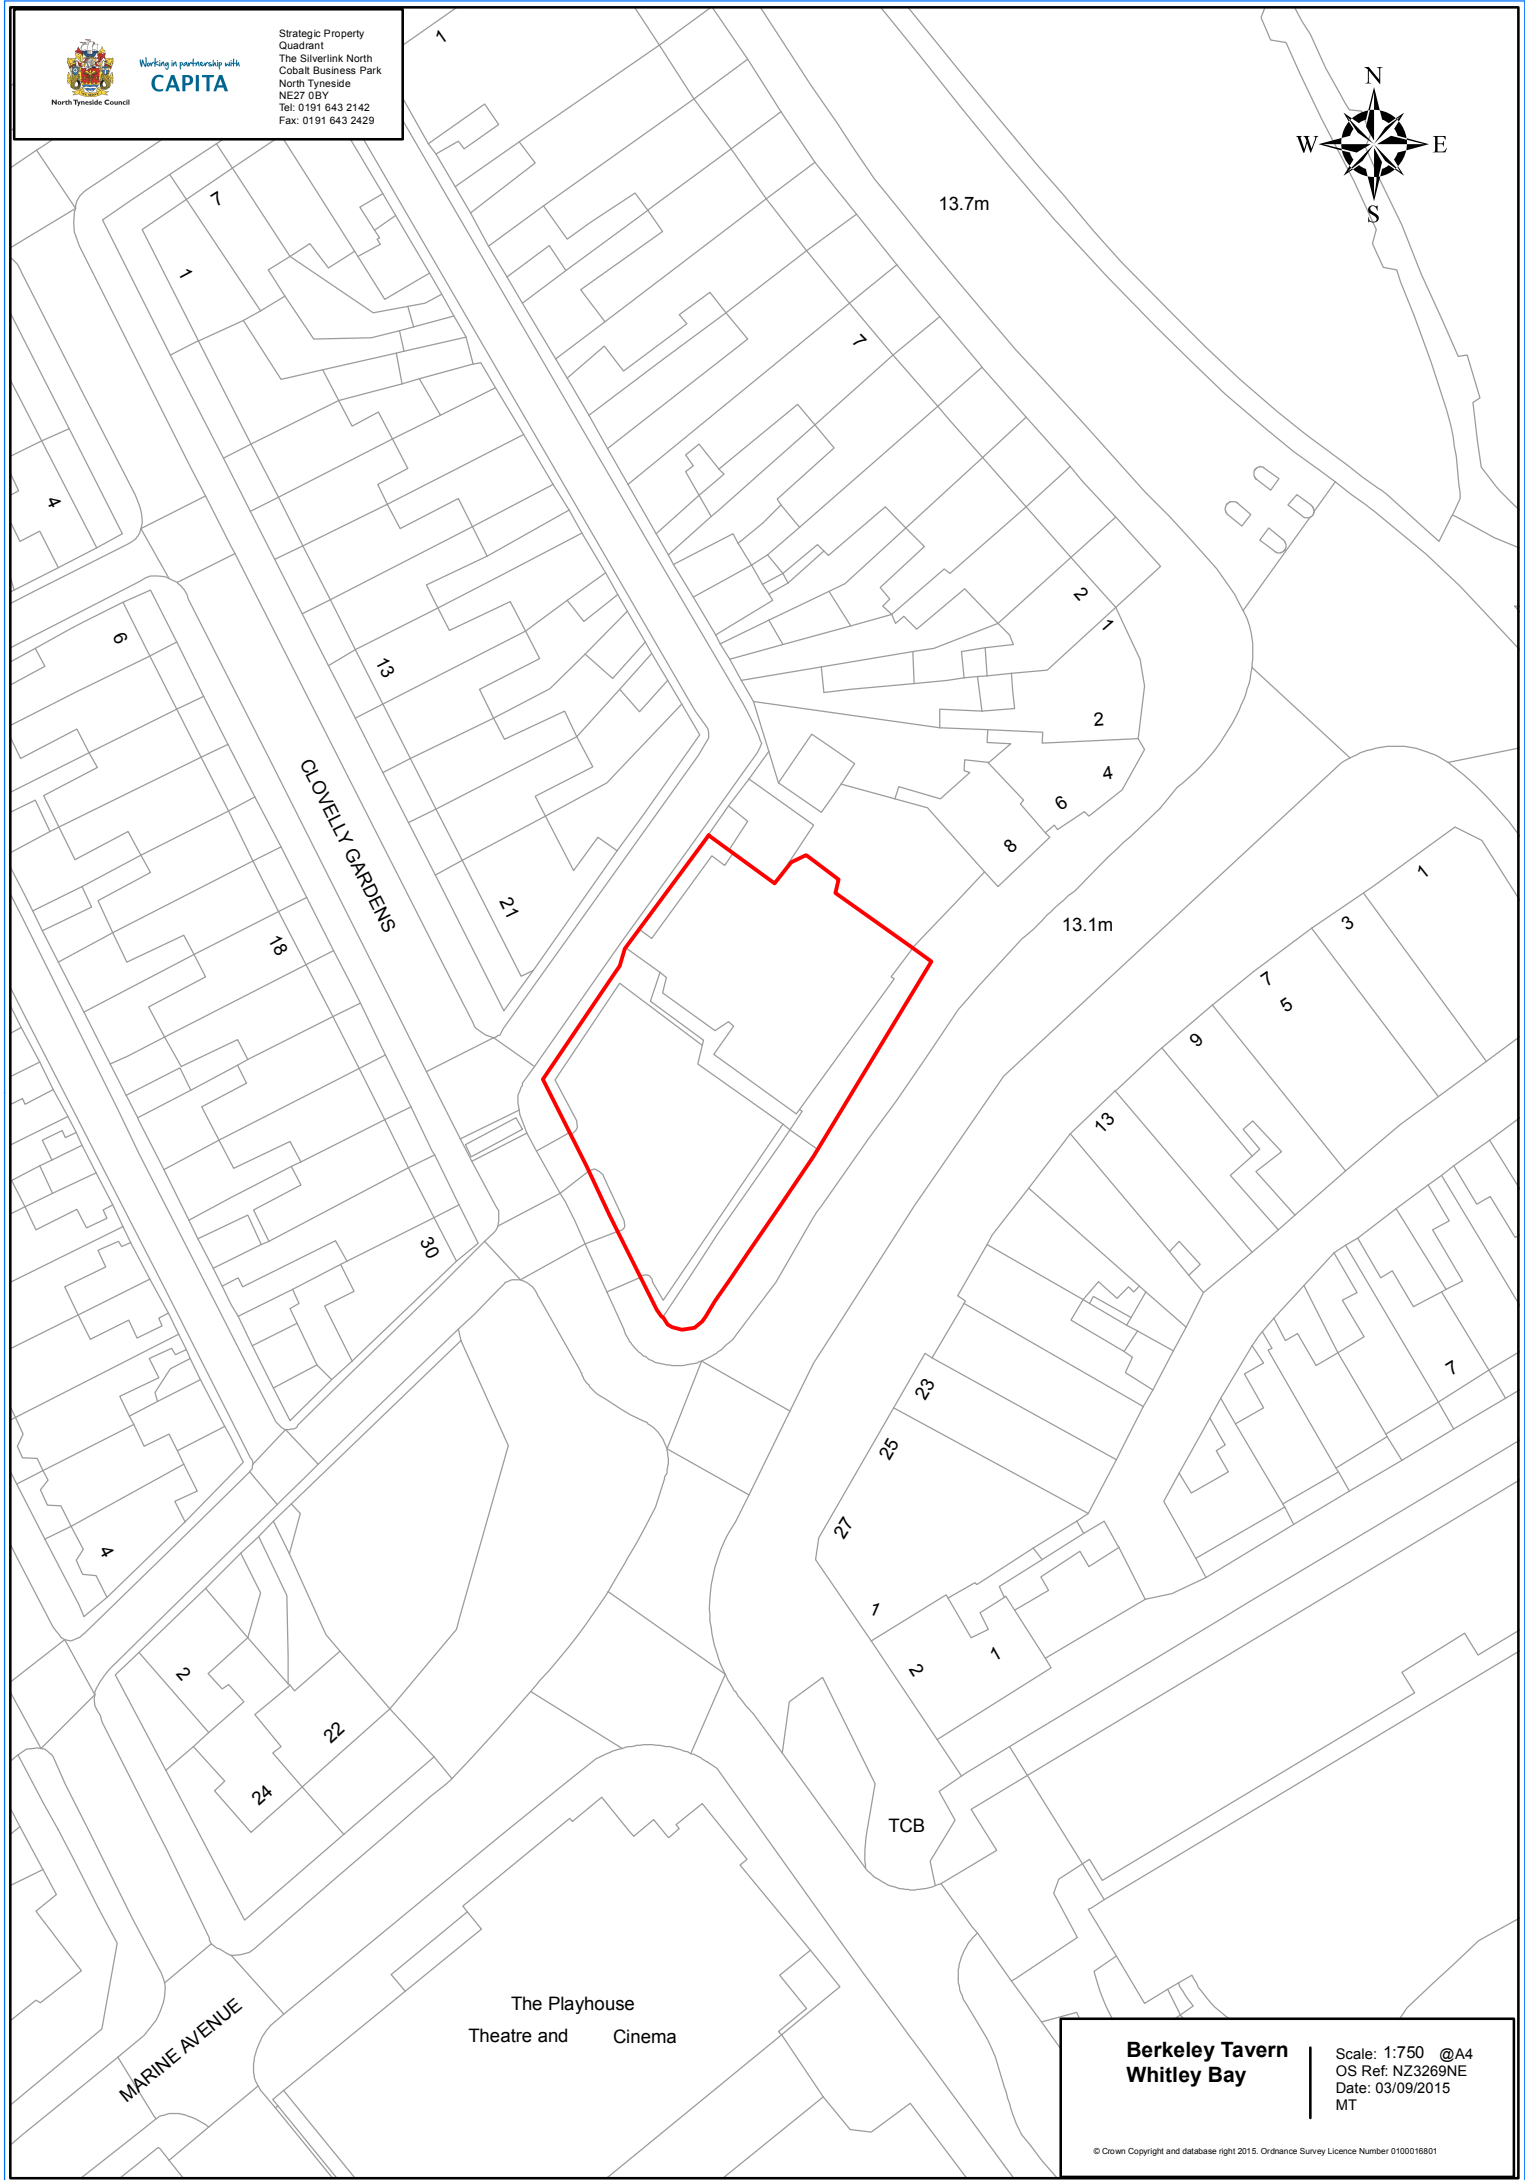 North Tyneside Council
Working in partnership with
CAPITA
Strategic Property
Quadrant
The Silverlink North
Cobalt Business Park
North Tyneside
NE27 0BY
Tel: 0191 643 2142
Fax: 0191 643 2429
1
N
W E
S
13.7m
7
1
7
4
2
1
6
13
2
4
6
8
CLOVELLY GARDENS
21
18
13.1m
1
3
7
5
9
13
30
23
7
25
27
4
1
2
1
2
22
24
TCB
The Playhouse
Theatre and Cinema
MARINE AVENUE
Berkeley Tavern
Whitley Bay
Scale: 1:750 @A4
OS Ref: NZ3269NE
Date: 03/09/2015
MT
© Crown Copyright and database right 2015. Ordnance Survey Licence Number 0100016801